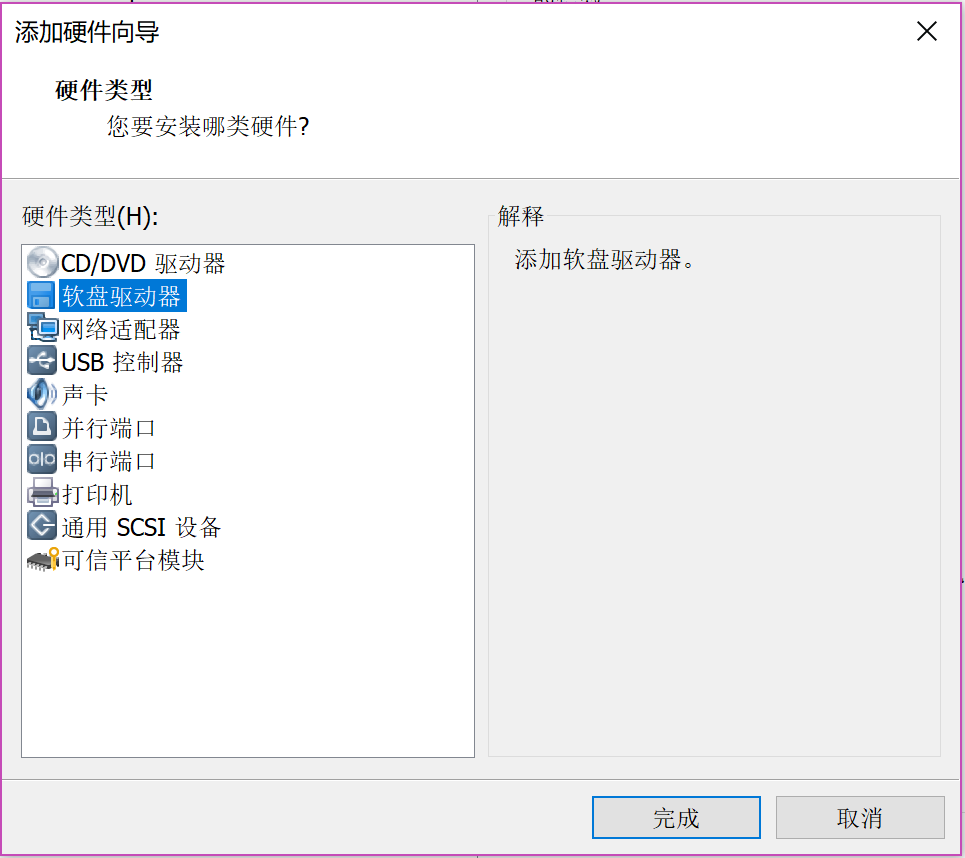 添加硬件向导
硬件类型
您要安装哪类硬件?
硬件类型(H):
CD/DVD 驱动器
软盘驱动器
网络适配器
USB 控制器
声卡
并行端口
串行端口
打印机
通用 SCSI 设备
可信平台模块
解释
添加软盘驱动器。
完成
取消